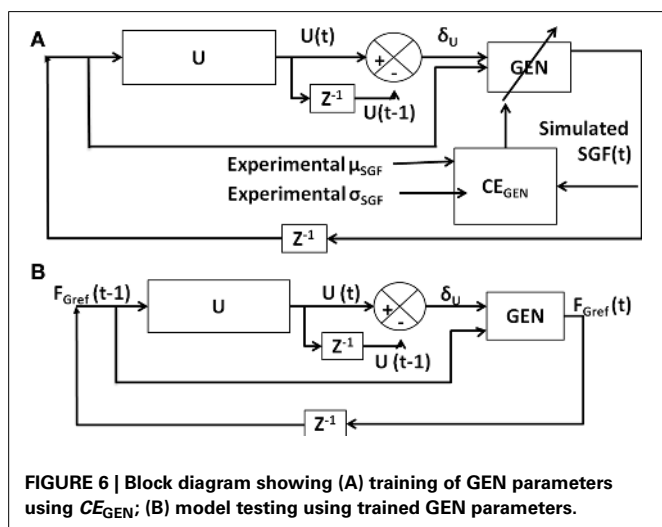 A
U
U(t)
+
-
δU
GEN
Z-1
U(t-1)
Simulated
SGF(t)
Experimental μSGF
Experimental σSGF
CEGEN
Z-1
B
FGref (t-1)
U
U (t)
+
-
δU
GEN
FGref (t)
Z-1
U (t-1)
Z-1
FIGURE 6 | Block diagram showing (A) training of GEN parameters
using CEGEN; (B) model testing using trained GEN parameters.